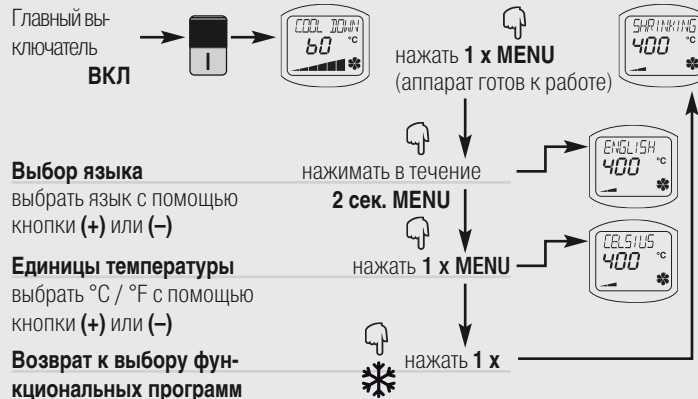 Главный вы-
ключатель
ВКЛ
I
COOL DOWN
60 °C
нажать 1 x MENU
(аппарат готов к работе)
SHRINKING
400 °C
Выбор языка
выбрать язык с помощью
кнопки (+) или (–)
нажимать в течение
2 сек. MENU
ENGLISH
400 °C
Единицы температуры
выбрать °C / °F с помощью
кнопки (+) или (–)
нажать 1 x MENU
CELSIUS
400 °C
Возврат к выбору фун-
кциональных программ
нажать 1 x